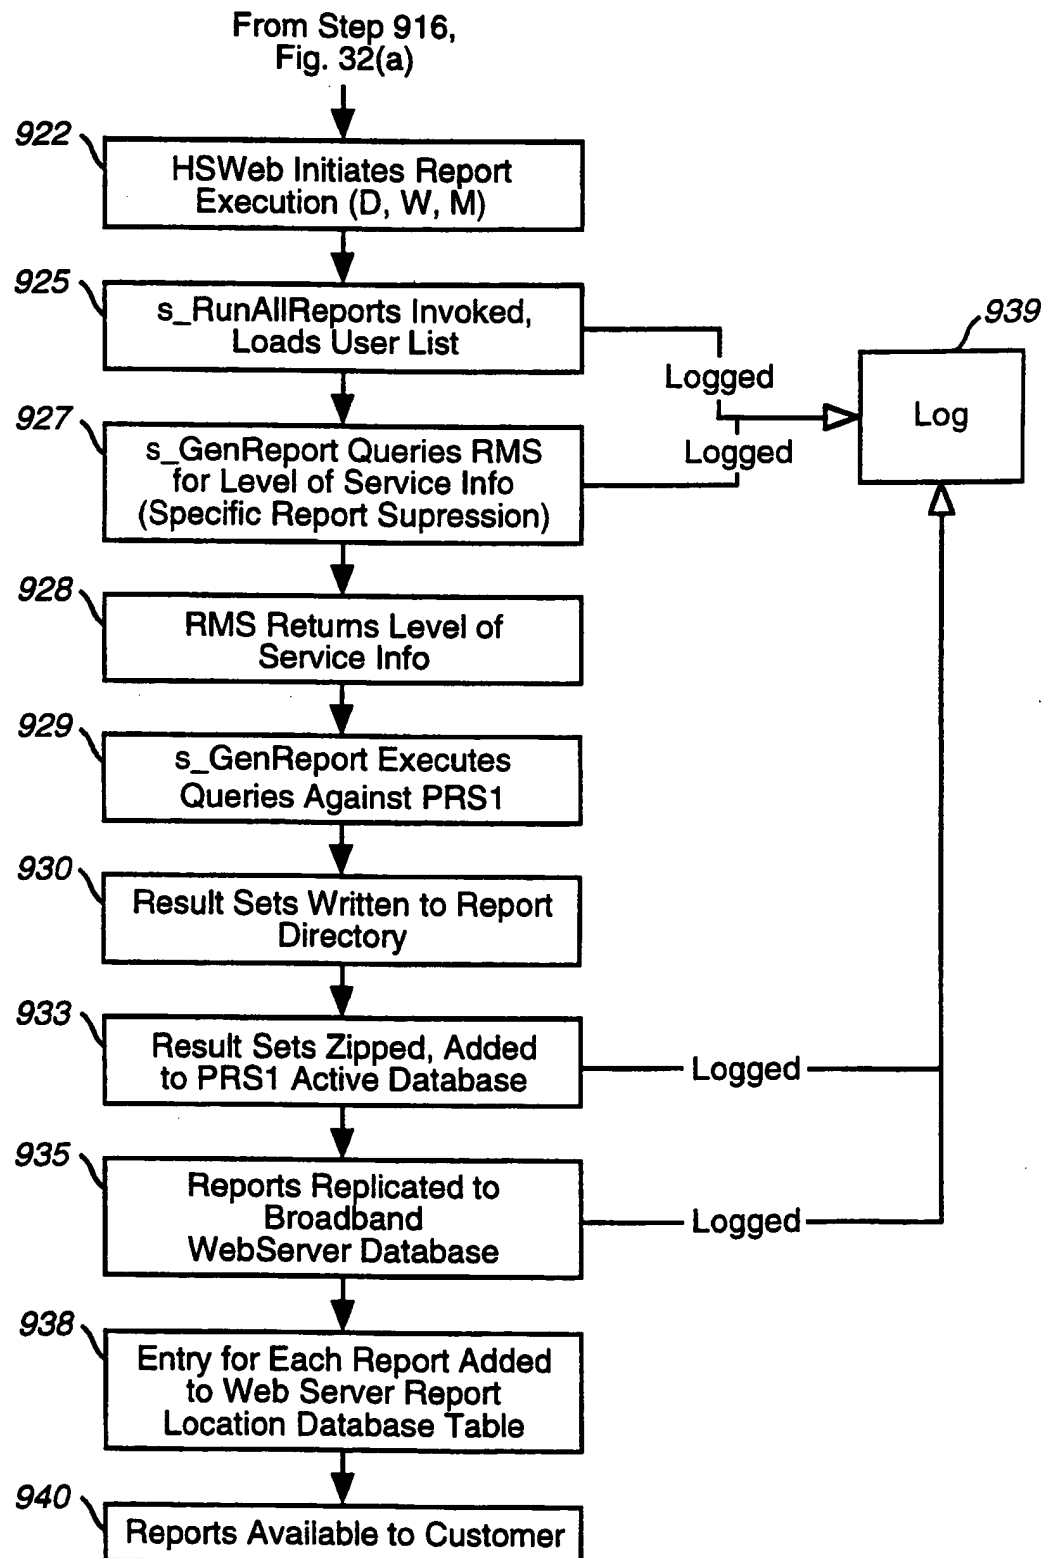 From Step 916,
Fig. 32(a)
922
HSWeb Initiates Report
Execution (D, W, M)
925
s_RunAllReports Invoked,
Loads User List
Logged
939
Log
927
s_GenReport Queries RMS
for Level of Service Info
(Specific Report Supression)
Logged
928
RMS Returns Level of
Service Info
929
s_GenReport Executes
Queries Against PRS1
930
Result Sets Written to Report
Directory
933
Result Sets Zipped, Added
to PRS1 Active Database
Logged
935
Reports Replicated to
Broadband
WebServer Database
Logged
938
Entry for Each Report Added
to Web Server Report
Location Database Table
940
Reports Available to Customer